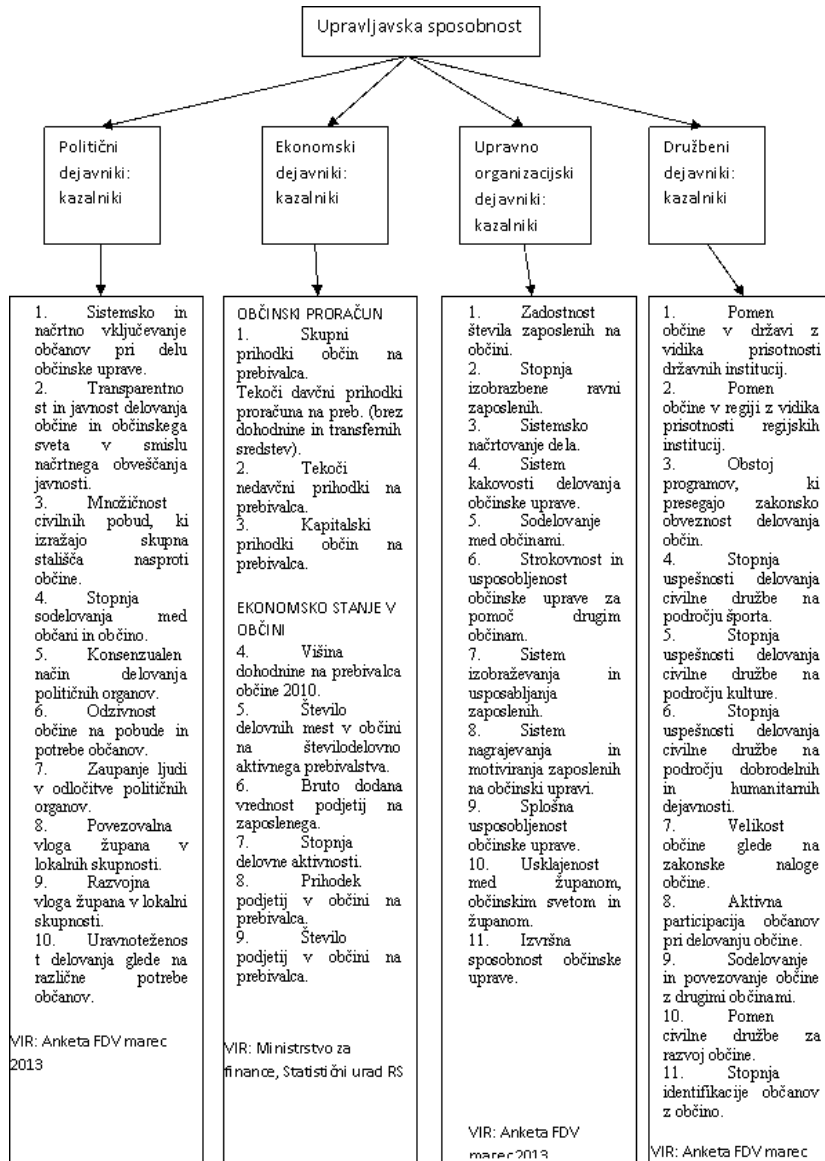 Upravljavska sposobnost
Politični
dejavniki:
kazalniki
Ekonomski
dejavniki:
kazalniki
Upravno
organizacijski
dejavniki:
kazalniki
Družbeni
dejavniki:
kazalniki
1. Sistemsko in
načrtno vključevanje
občanov pri delu
občinske uprave.
2. Transparentno
st in javnost delovanja
občine in občinskega
sveta v smislu
načrtnega obveščanja
javnosti.
3. Množičnost
civilnih pobud, ki
izražajo skupna
stališča nasproti
občine.
4. Stopnja
sodelovanja med
občani in občino.
5. Konsenzualen
način delovanja
političnih organov.
6. Odzivnost
občine na pobude in
potrebe občanov.
7. Zaupanje ljudi
v odločitve političnih
organov.
8. Povezovalna
vloga župana v
lokalnih skupnosti.
9. Razvojna
vloga župana v lokalni
skupnosti.
10. Uravnoteženos
t delovanja glede na
različne potrebe
občanov.
VIR: Anketa FDV marec
2013
OBČINSKI PRORAČUN
1. Skupni
prihodki občin na
prebivalca.
Tekoči davčni prihodki
proračuna na preb. (brez
dohodnine in transfernih
sredstev).
2. Tekoči
nedavčni prihodki na
prebivalca.
3. Kapitalski
prihodki občin na
prebivalca.
EKONOMSKO STANJE V
OBČINI
4. Višina
dohodnine na prebivalca
občine 2010.
5. Število
delovnih mest v občini
na številodelovno
aktivnega prebivalstva.
6. Bruto dodana
vrednost podjetij na
zaposlenega.
7. Stopnja
delovne aktivnosti.
8. Prihodek
podjetij v občini na
prebivalca.
9. Število
podjetij v občini na
prebivalca.
VIR: Ministrstvo za
finance, Statistični urad RS
1. Zadostnost
števila zaposlenih na
občini.
2. Stopnja
izobrazbene ravni
zaposlenih.
3. Sistemsko
načrtovanje dela.
4. Sistem
kakovosti delovanja
občinske uprave.
5. Sodelovanje
med občinami.
6. Strokovnost in
usposobljenost
občinske uprave za
pomoč drugim
občinam.
7. Sistem
izobraževanja in
usposabljanja
zaposlenih.
8. Sistem
nagrajevanja in
motiviranja zaposlenih
na občinski upravi.
9. Splošna
usposobljenost
občinske uprave.
10. Usklajenost
med županom,
občinskim svetom in
županom.
11. Izvršna
sposobnost občinske
uprave.
VIR: Anketa FDV
marec 2013
1. Pomen
občine v državi z
vidika prisotnosti
državnih institucij.
2. Pomen
občine v regiji z vidika
prisotnosti regijskih
institucij.
3. Obstoj
programov, ki
presegajo zakonsko
obveznost delovanja
občin.
4. Stopnja
uspešnosti delovanja
civilne družbe na
področju športa.
5. Stopnja
uspešnosti delovanja
civilne družbe na
področju kulture.
6. Stopnja
uspešnosti delovanja
civilne družbe na
področju dobrodelnih
in humanitarnih
dejavnosti.
7. Velikost
občine glede na
zakonske naloge
občine.
8. Aktivna
participacija občanov
pri delovanju občine.
9. Sodelovanje
in povezovanje občine
z drugimi občinami.
10. Pomen
civilne družbe za
razvoj občine.
11. Stopnja
identifikacije občanov
z občino.
VIR: Anketa FDV marec